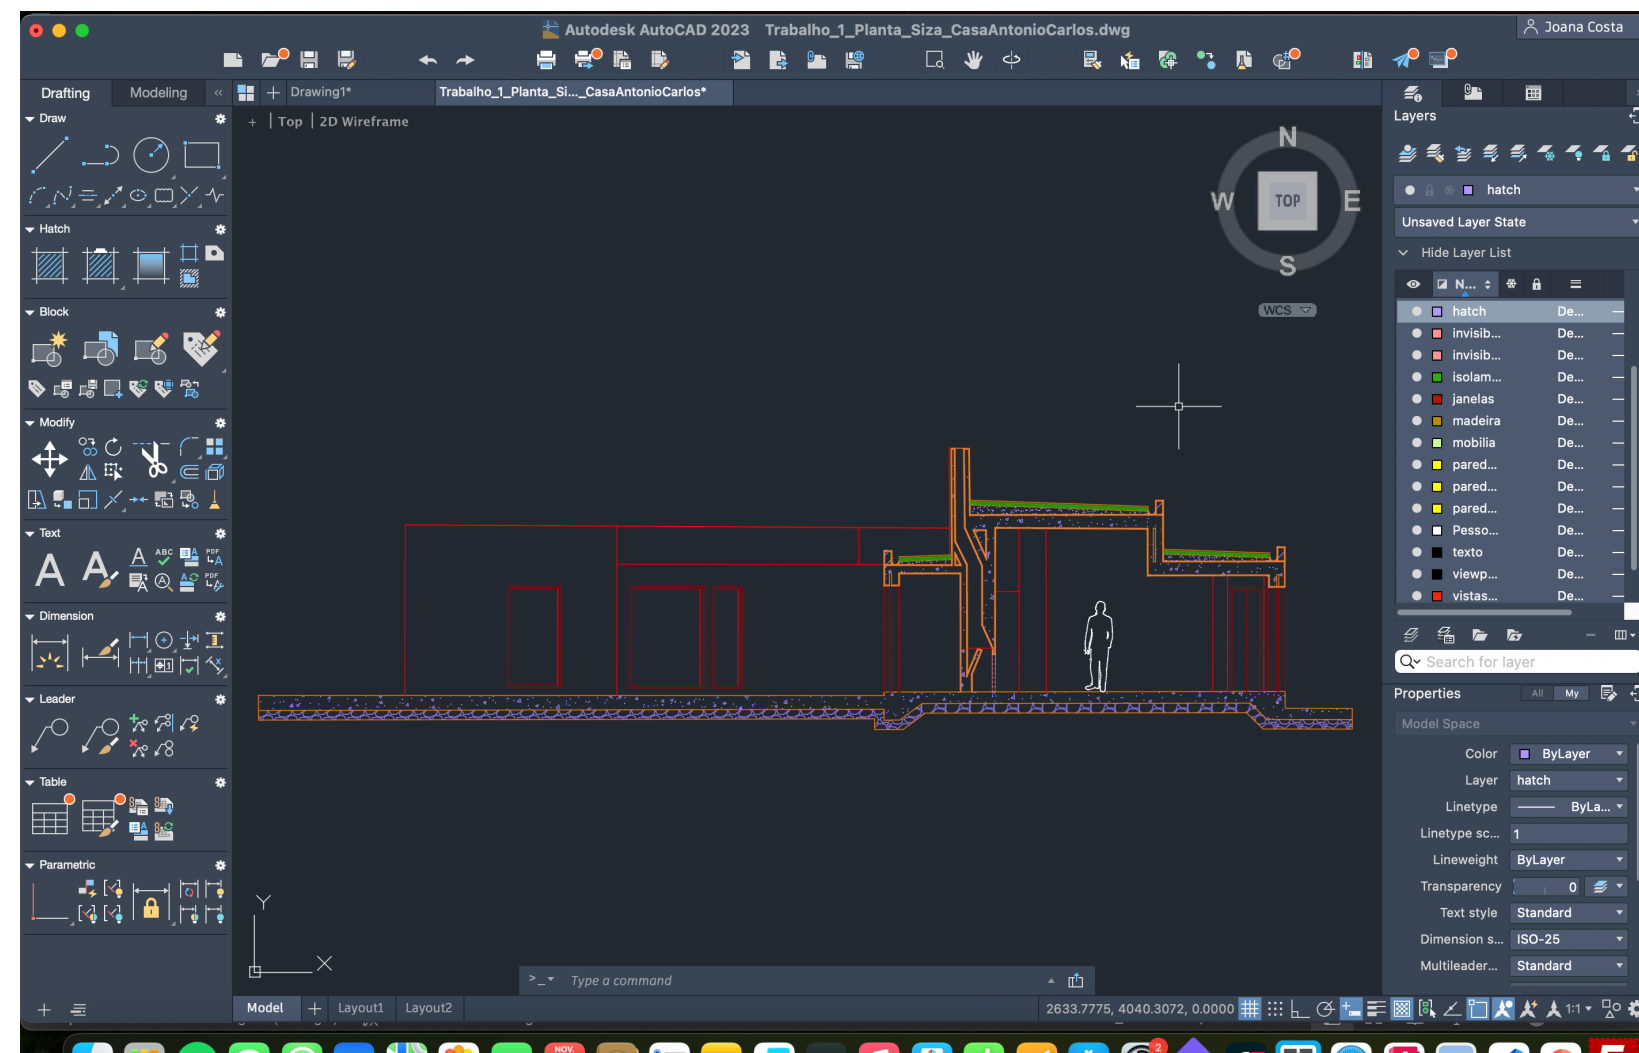 Autodesk AutoCAD 2023 Trabalho_1_Planta_Siza_CasaAntonioCarlos.dwg
Joana Costa
Drafting
Modeling
Drawing1*
Trabalho_1_Planta_Si..._CasaAntonioCarlos*
Draw
Top
2D Wireframe
Hatch
Block
Modify
Text
A
A
A
ABC
PDF
PDF
Dimension
Leader
Table
Parametric
N
W
TOP
E
S
WCS
Y
X
>_ Type a command
Model
Layout1
Layout2
2633.7775, 4040.3072, 0.0000
1:1
Layers
hatch
Unsaved Layer State
Hide Layer List
N...
hatch De...
invisib... De...
invisib... De...
isolam... De...
janelas De...
madeira De...
mobilia De...
pared... De...
pared... De...
pared... De...
Pesso... De...
texto De...
viewp... De...
vistas... De...
Search for layer
Properties
All
My
Model Space
Color ByLayer
Layer hatch
Linetype ByLa...
Linetype sc... 1
Lineweight ByLayer
Transparency 0
Text style Standard
Dimension s... ISO-25
Multileader... Standard
NOV.
2